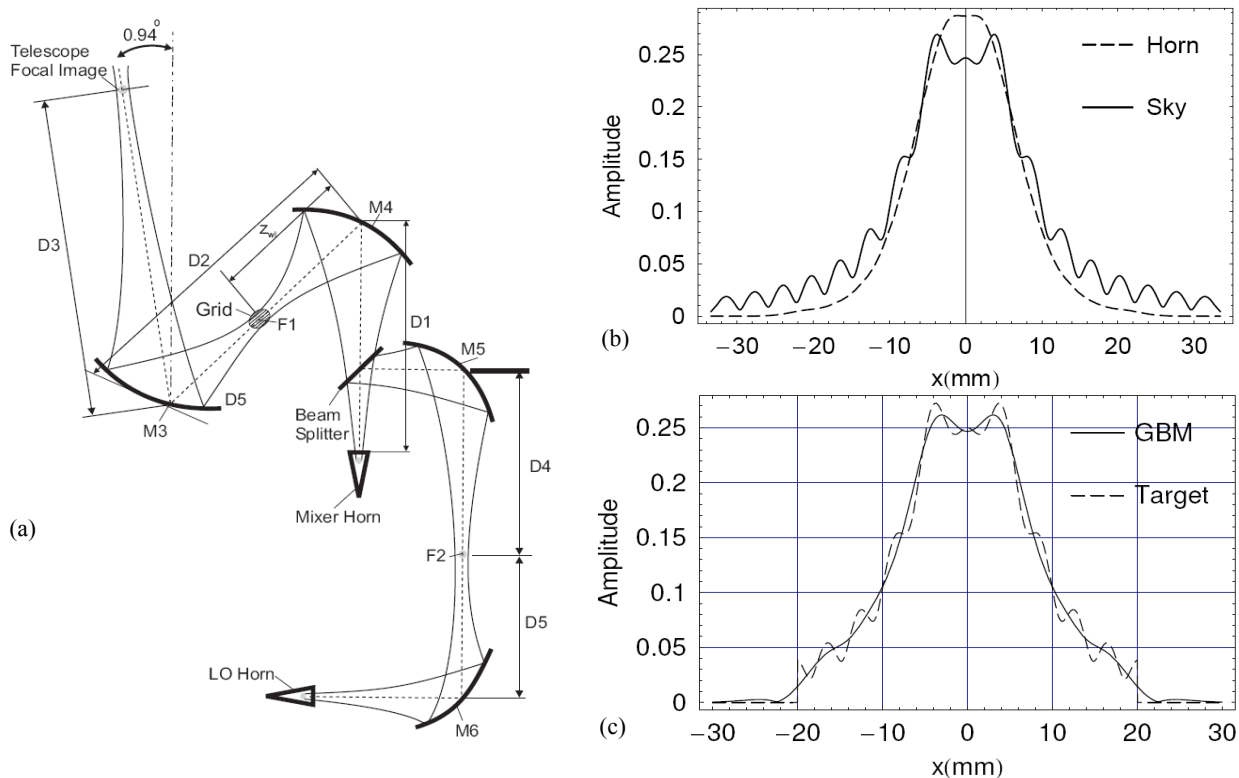 0.94°
Telescope
Focal Image
D3
M4
Zwi
D2
Grid
F1
D1
M5
D5
M3
Beam
Splitter
Mixer Horn
D4
(a)
F2
D5
LO Horn
M6
Horn
Sky
Amplitude
0.25
0.2
0.15
0.1
0.05
0
−30
−20
−10
0
10
20
30
x(mm)
(b)
GBM
Target
Amplitude
0.25
0.2
0.15
0.1
0.05
0
−30
−20
−10
0
10
20
30
x(mm)
(c)